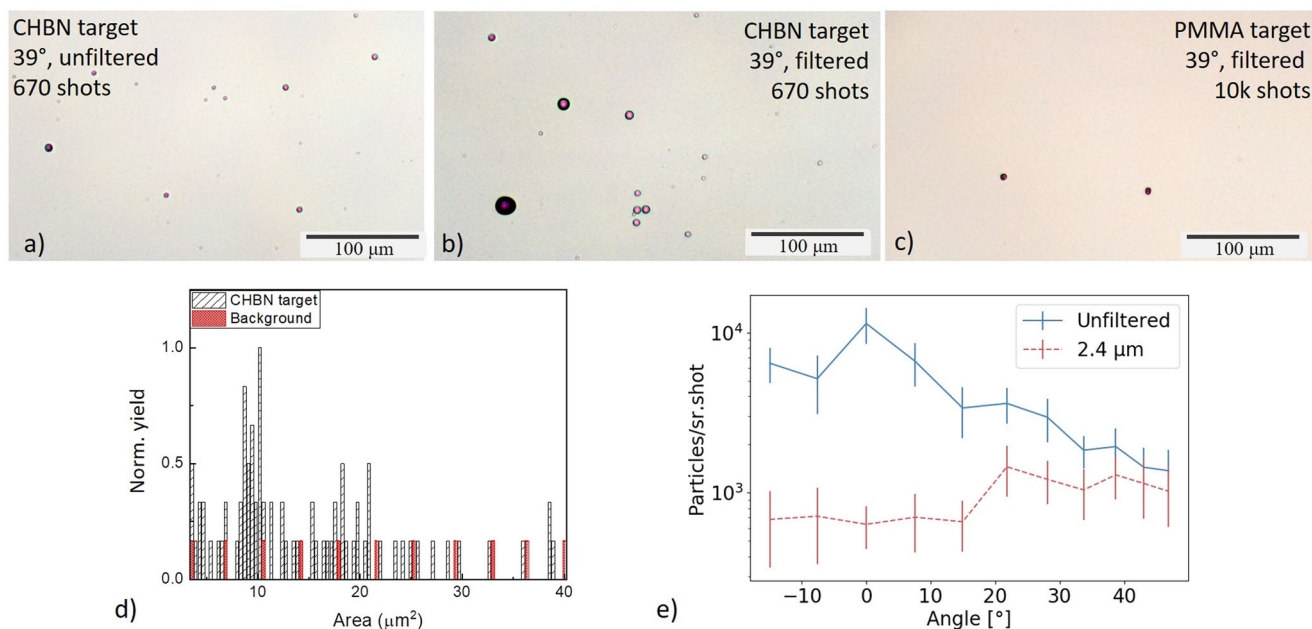 CHBN target
39°, unfiltered
670 shots
100 µm
a)
CHBN target
39°, filtered
670 shots
100 µm
b)
PMMA target
39°, filtered
10k shots
100 µm
c)
CHBN target
Background
Norm. yield
1.0
0.5
0.0
10 20 30 40
Area (µm²)
d)
Unfiltered
2.4 µm
Particles/sr.shot
10⁴
10³
−10 0 10 20 30 40
Angle [°]
e)